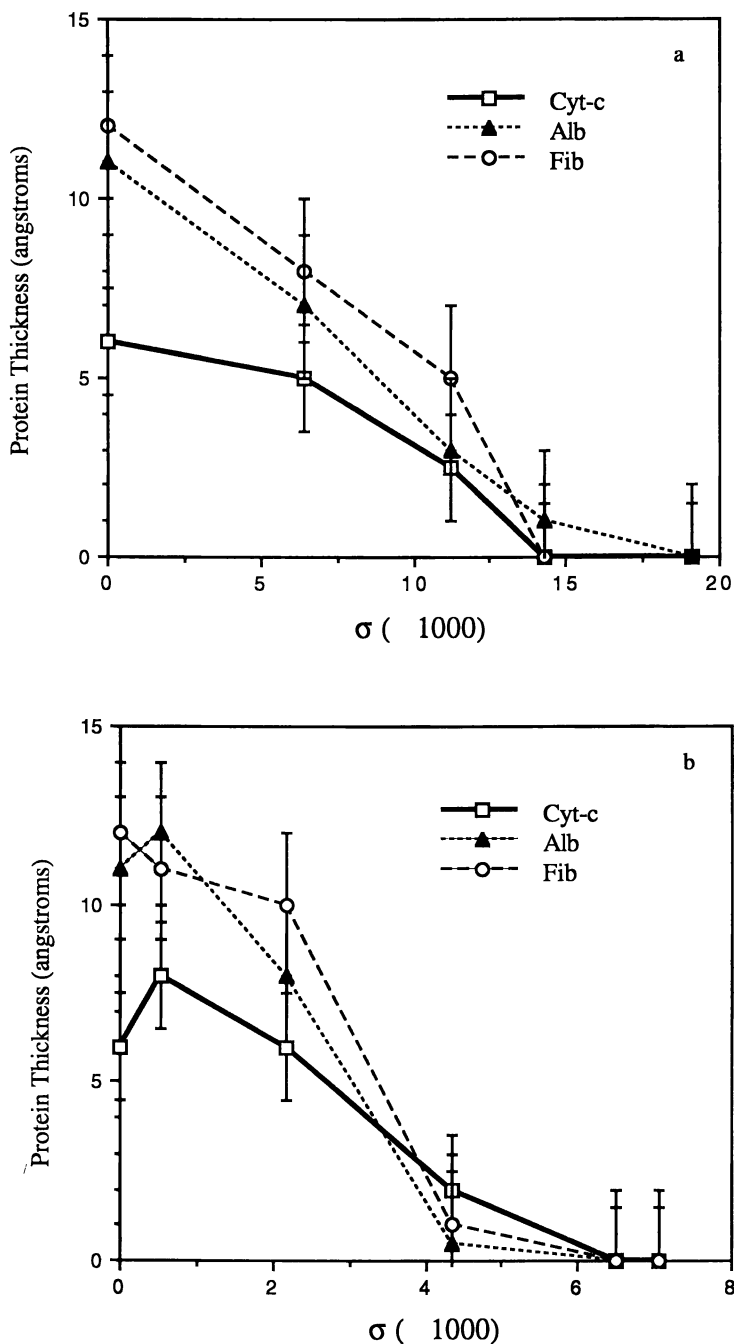 15
a
Cyt-c
Alb
Fib
10
Protein Thickness (angstroms)
5
0
0 5 10 15 20
σ ( 1000)
15
b
Cyt-c
Alb
Fib
10
Protein Thickness (angstroms)
5
0
0 2 4 6 8
σ ( 1000)